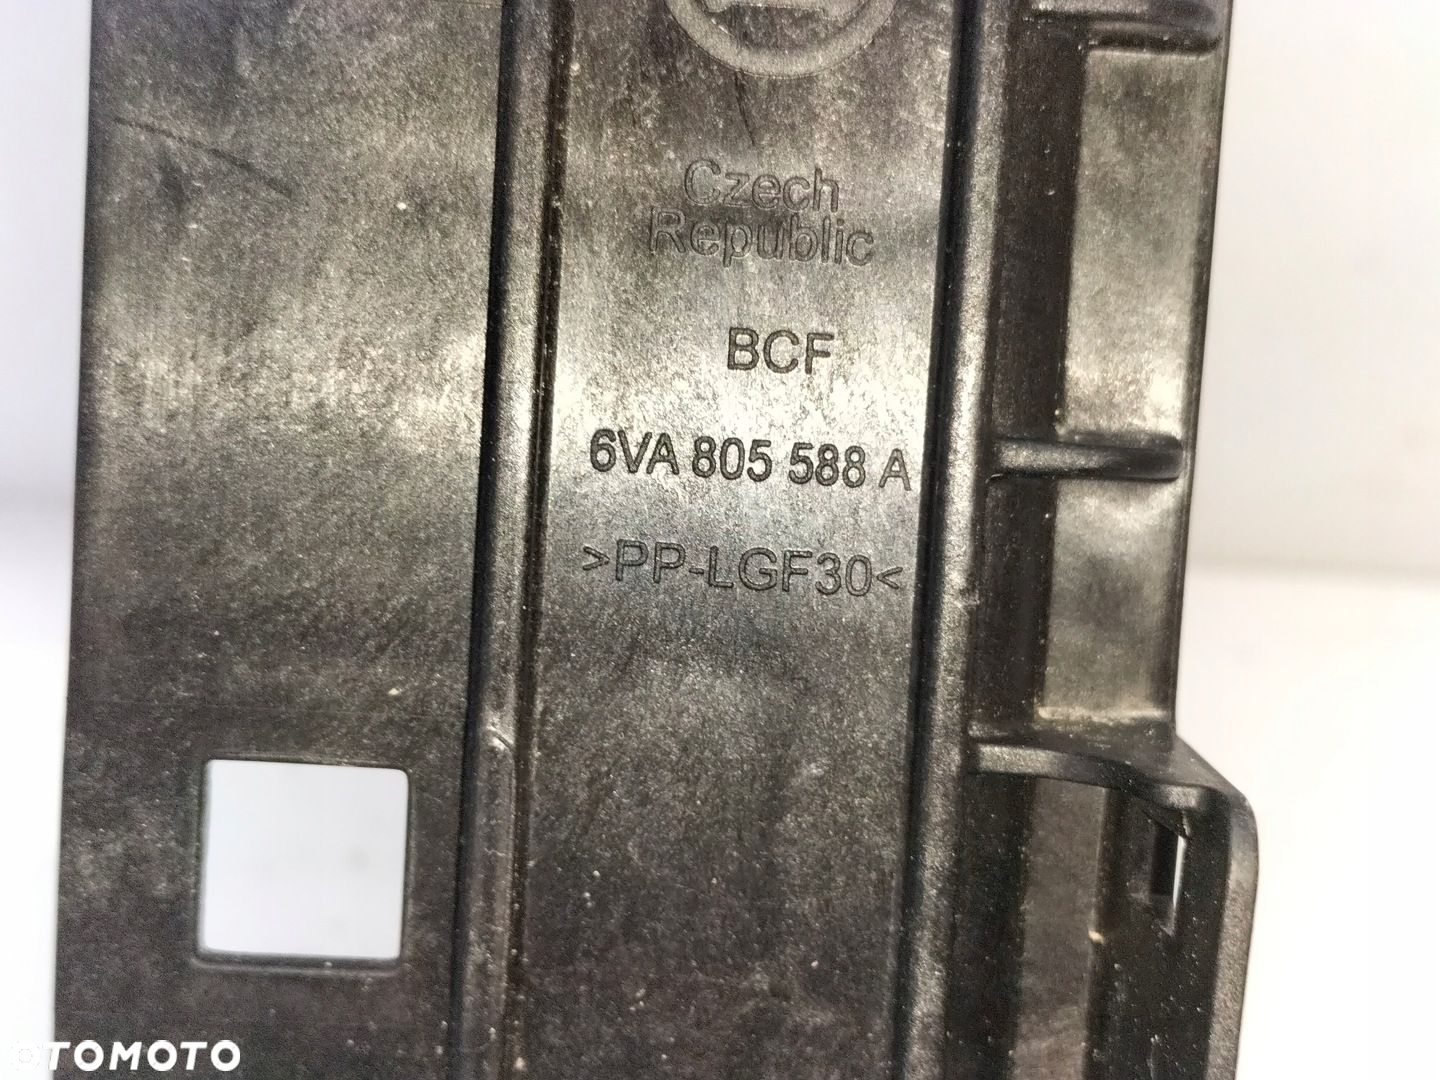 Czech
Republic
BCF
6VA 805 588 A
>PP-LGF30<
OTOMOTO